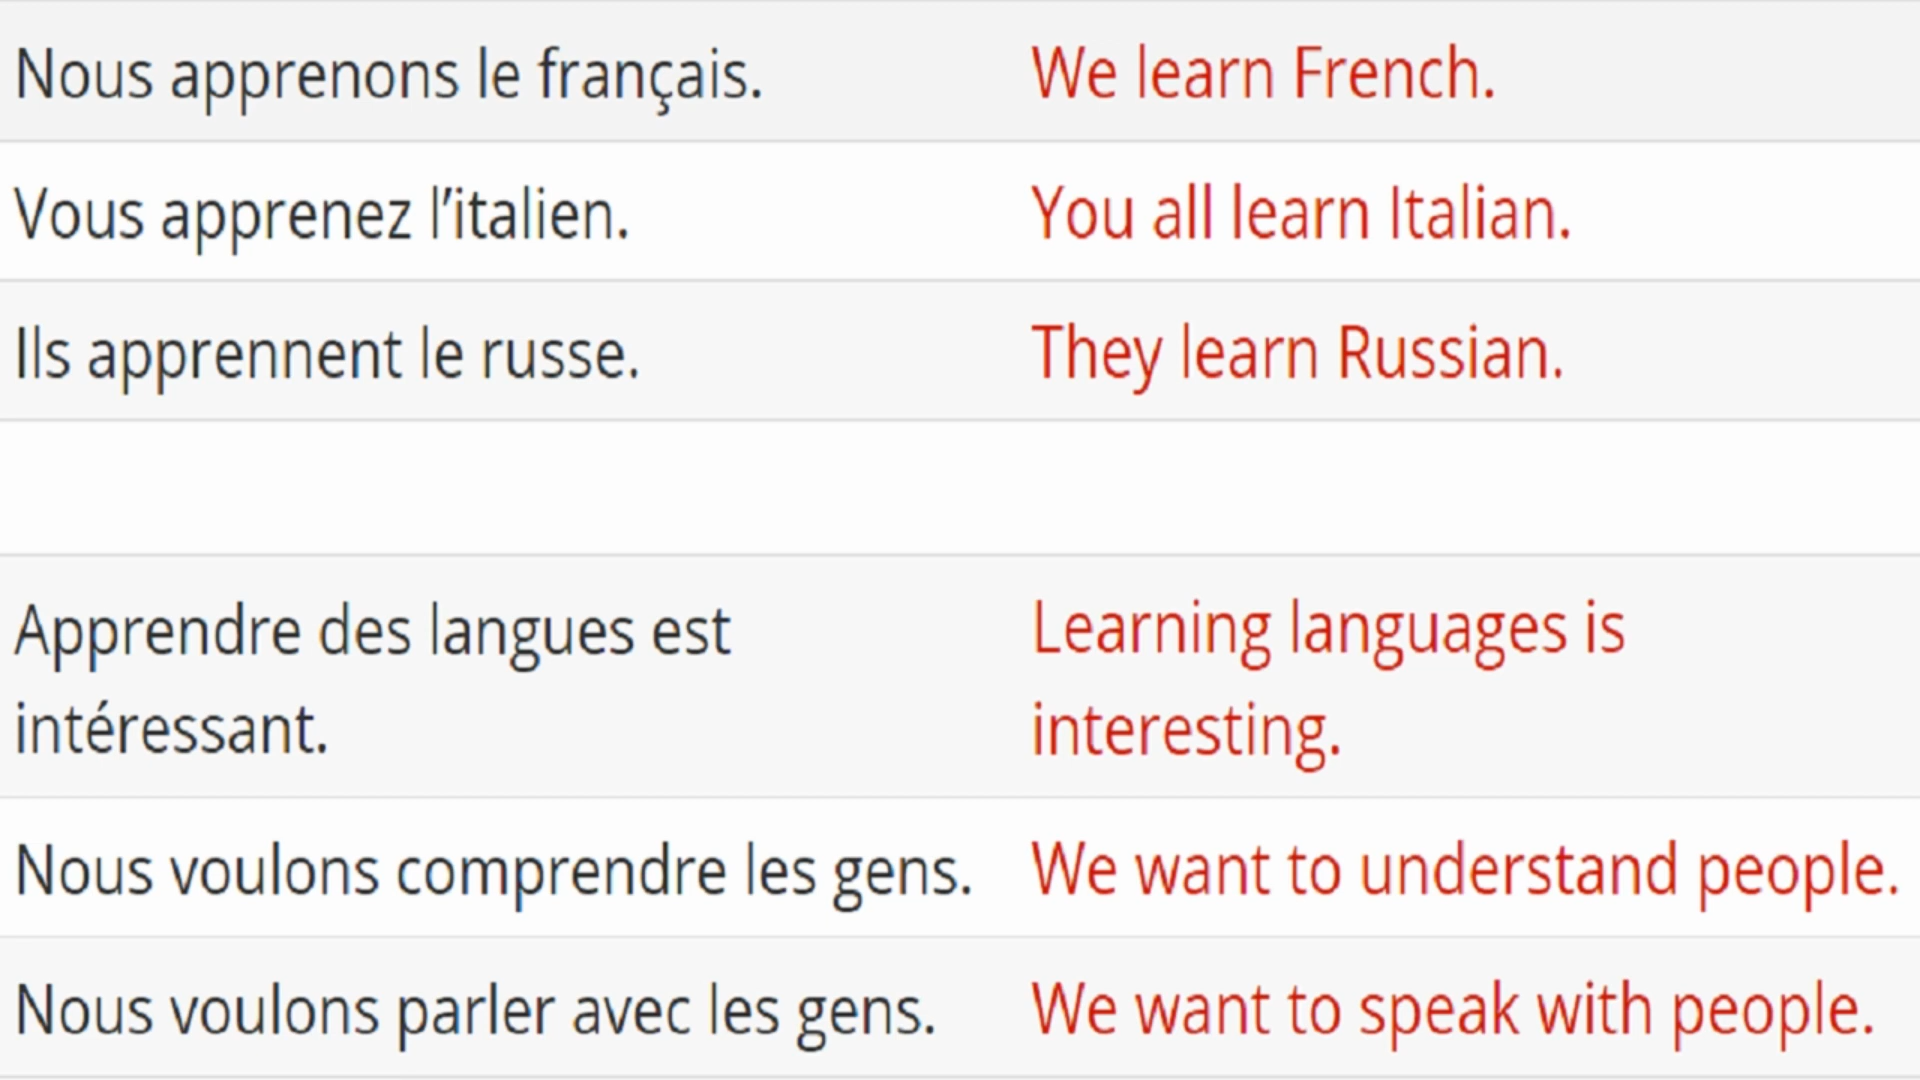 Nous apprenons le français. We learn French.
Vous apprenez l’italien. You all learn Italian.
Ils apprennent le russe. They learn Russian.
Apprendre des langues est
intéressant.
Learning languages is
interesting.
Nous voulons comprendre les gens. We want to understand people.
Nous voulons parler avec les gens. We want to speak with people.